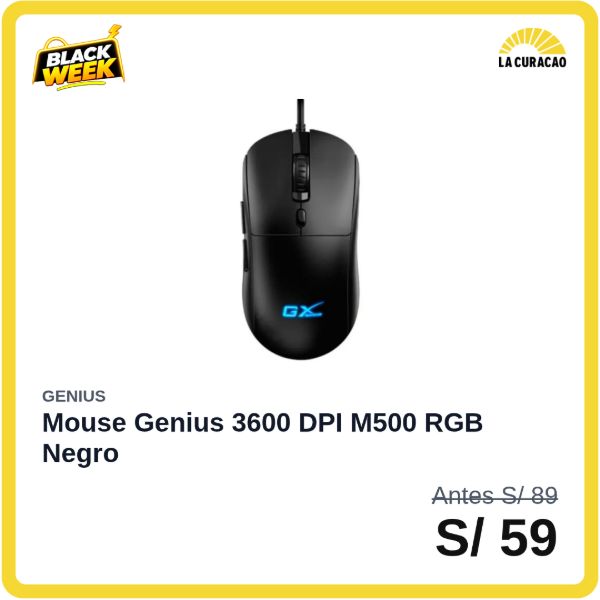 BLACK
WEEK
LA CURACAO
GX
GENIUS
Mouse Genius 3600 DPI M500 RGB
Negro
Antes S/ 89
S/ 59